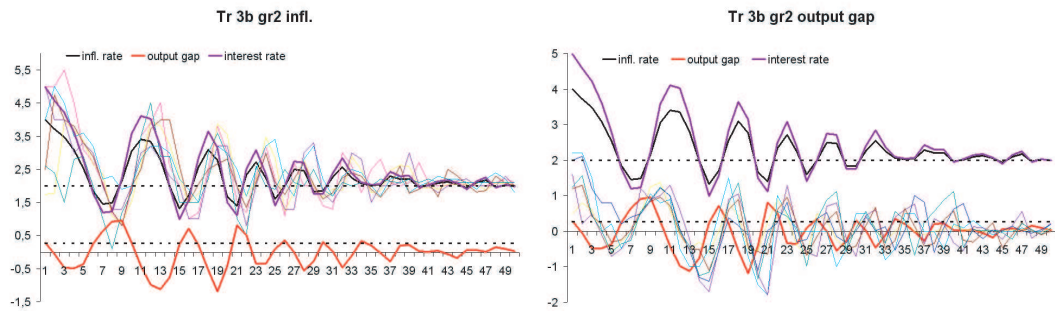 Tr 3b gr2 infl.
infl. rate output gap interest rate
5,5
4,5
3,5
2,5
1,5
0,5
-0,5
-1,5
1 3 5 7 9 11 13 15 17 19 21 23 25 27 29 31 33 35 37 39 41 43 45 47 49
Tr 3b gr2 output gap
infl. rate output gap interest rate
5
4
3
2
1
0
-1
-2
1 3 5 7 9 11 13 15 17 19 21 23 25 27 29 31 33 35 37 39 41 43 45 47 49